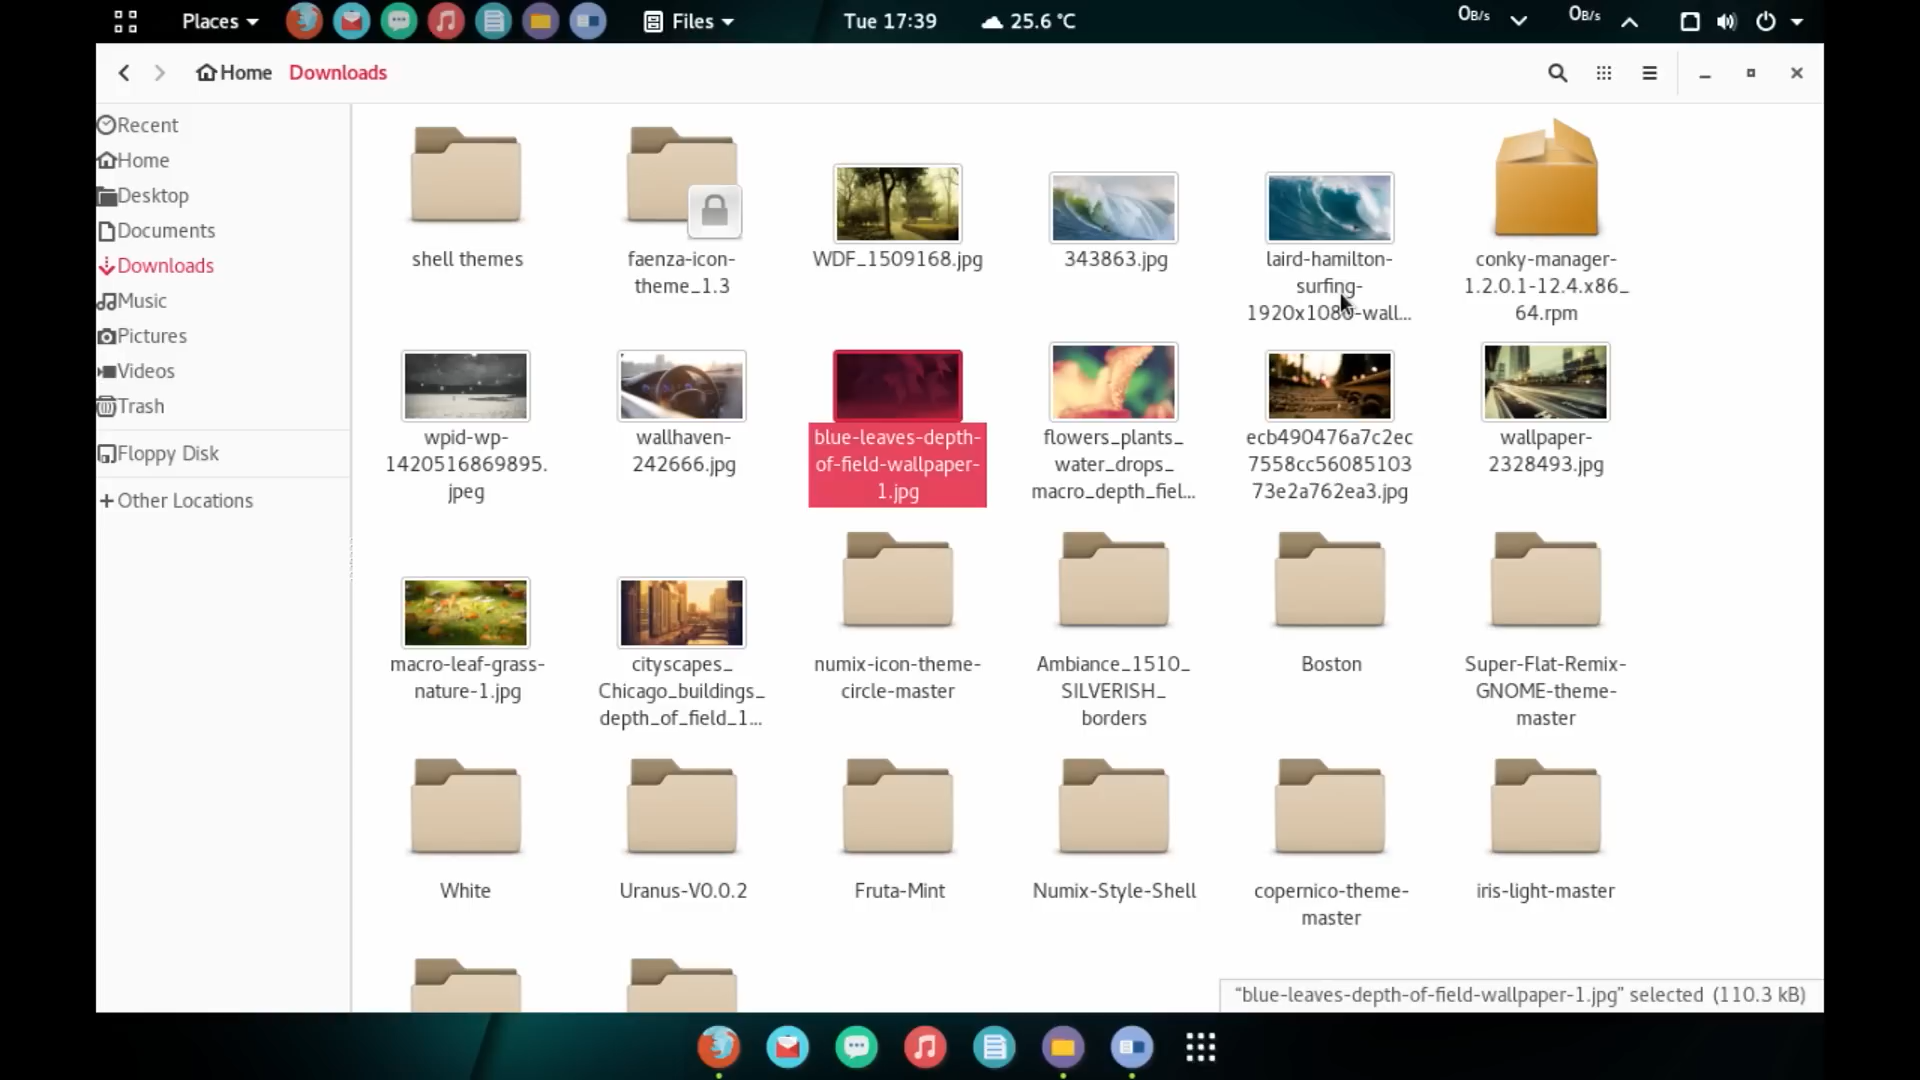 Places
Files
Tue 17:39
25.6 °C
0B/s
0B/s
Home
Downloads
Recent
Home
Desktop
Documents
Downloads
Music
Pictures
Videos
Trash
Floppy Disk
+ Other Locations
shell themes
faenza-icon-
theme_1.3
WDF_1509168.jpg
343863.jpg
laird-hamilton-
surfing-
1920x1080-wall...
conky-manager-
1.2.0.1-12.4.x86_
64.rpm
wpid-wp-
1420516869895.
jpeg
wallhaven-
242666.jpg
blue-leaves-depth-
of-field-wallpaper-
1.jpg
flowers_plants_
water_drops_
macro_depth_fiel...
ecb490476a7c2ec
7558cc56085103
73e2a762ea3.jpg
wallpaper-
2328493.jpg
macro-leaf-grass-
nature-1.jpg
cityscapes_
Chicago_buildings_
depth_of_field_1...
numix-icon-theme-
circle-master
Ambiance_1510_
SILVERISH_
borders
Boston
Super-Flat-Remix-
GNOME-theme-
master
White
Uranus-V0.0.2
Fruta-Mint
Numix-Style-Shell
copernico-theme-
master
iris-light-master
“blue-leaves-depth-of-field-wallpaper-1.jpg” selected (110.3 kB)